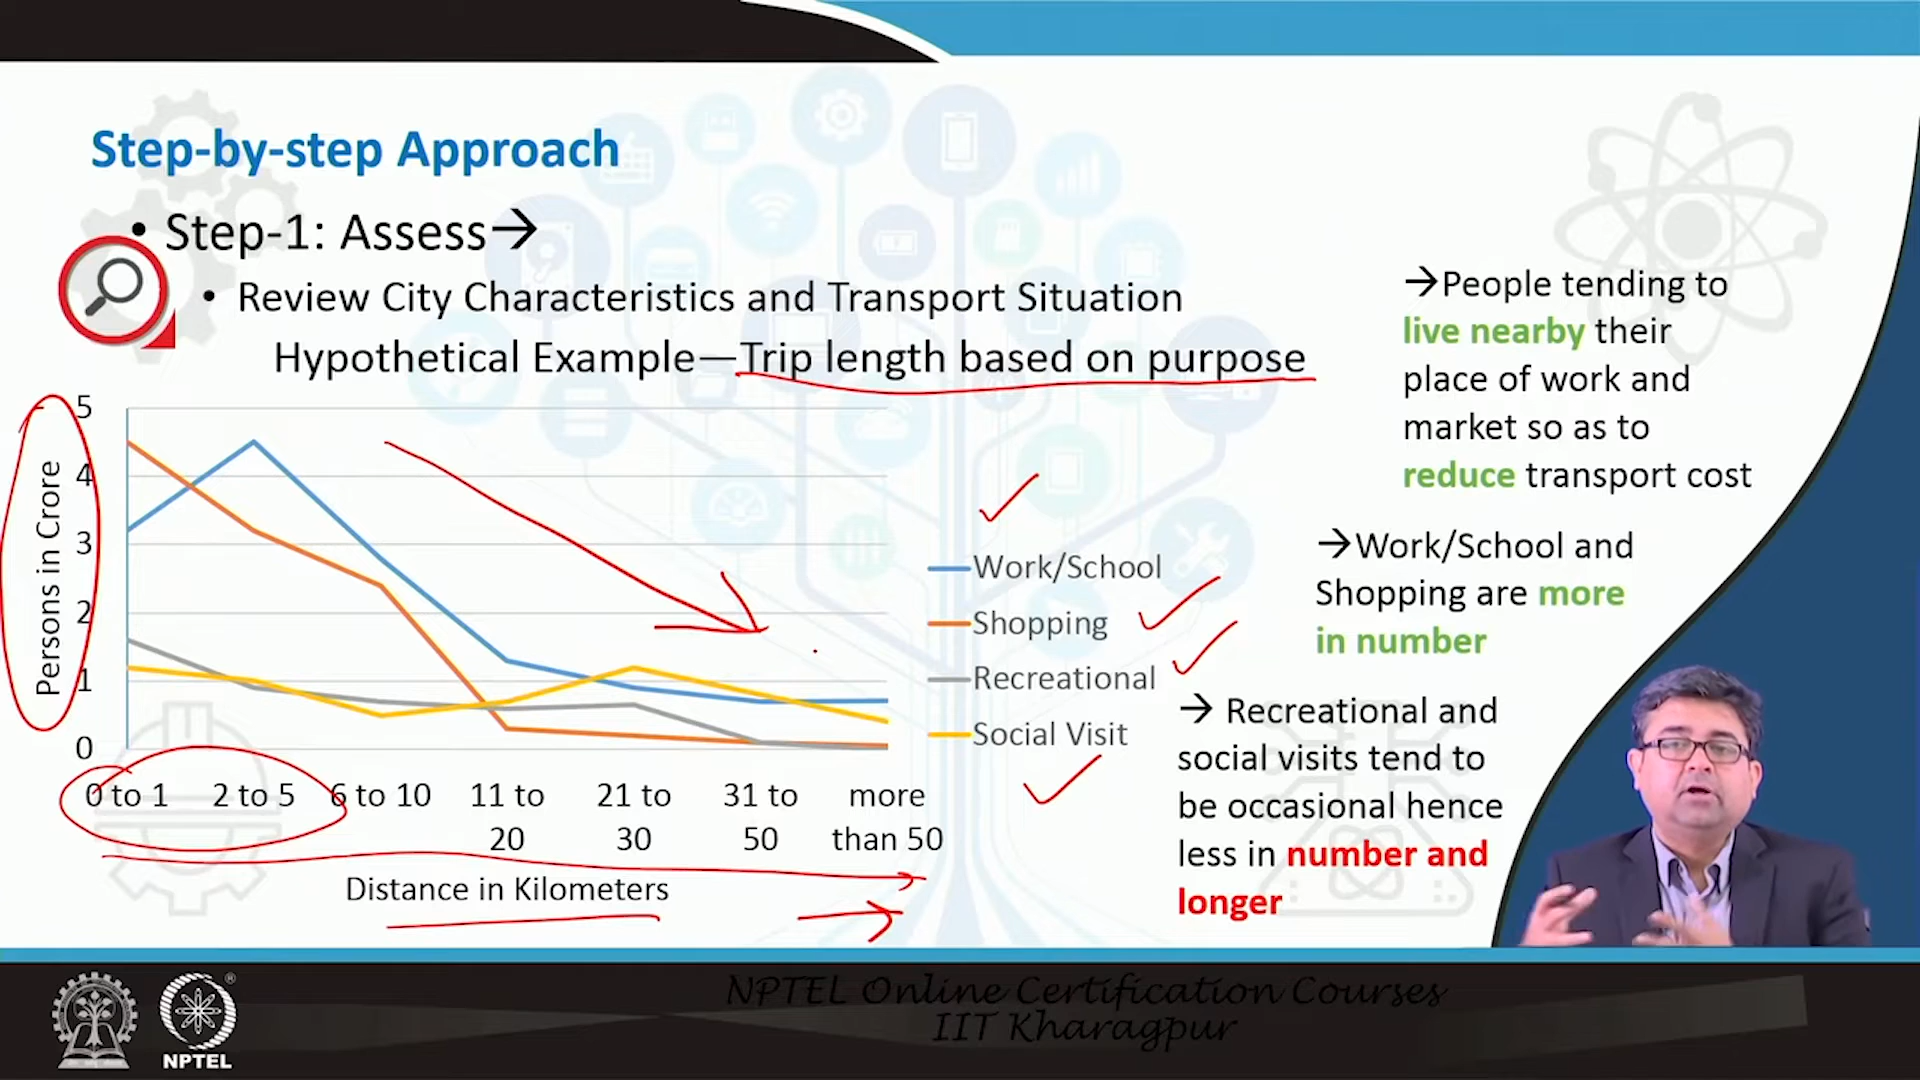 Step-by-step Approach
• Step-1: Assess→
• Review City Characteristics and Transport Situation
Hypothetical Example—Trip length based on purpose
5
4
3
2
1
0
Persons in Crore
0 to 1
2 to 5
6 to 10
11 to
20
21 to
30
31 to
50
more
than 50
Distance in Kilometers
Work/School
Shopping
Recreational
Social Visit
→People tending to
live nearby their
place of work and
market so as to
reduce transport cost
→Work/School and
Shopping are more
in number
→ Recreational and
social visits tend to
be occasional hence
less in number and
longer
NPTEL Online Certification Courses
IIT Kharagpur
®
NPTEL